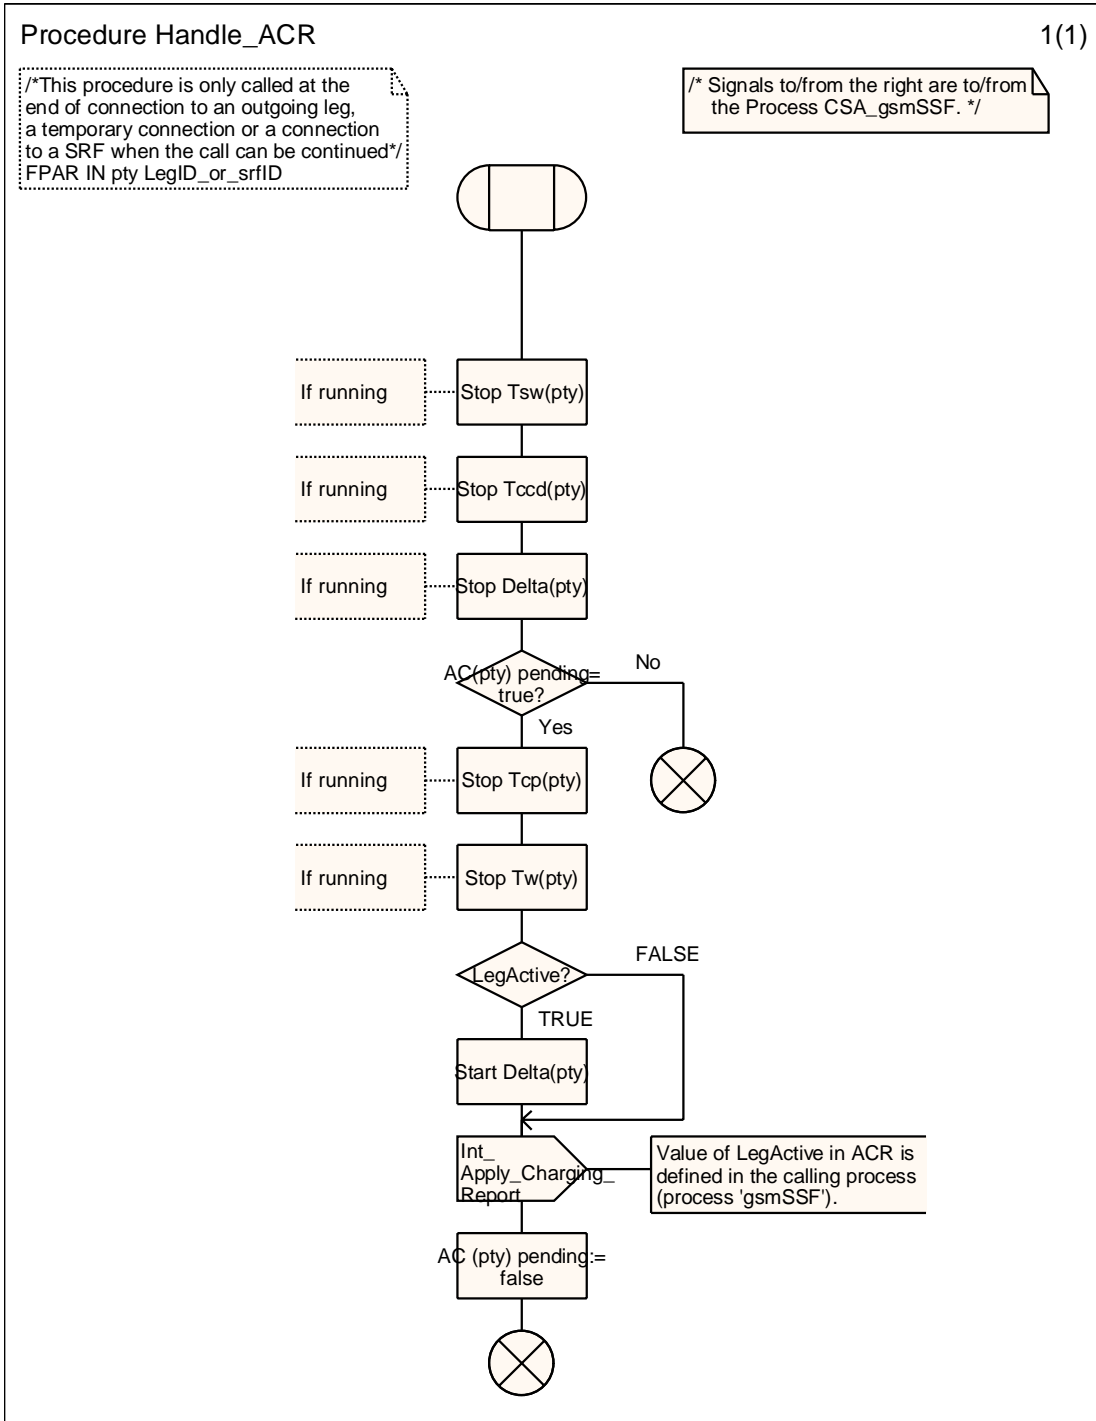 Procedure Handle_ACR
1(1)
/*This procedure is only called at the
end of connection to an outgoing leg,
a temporary connection or a connection
to a SRF when the call can be continued*/
FPAR IN pty LegID_or_srfID
/* Signals to/from the right are to/from
the Process CSA_gsmSSF. */
If running
Stop Tsw(pty)
If running
Stop Tccd(pty)
If running
Stop Delta(pty)
AC(pty) pending=
true?
No
Yes
If running
Stop Tcp(pty)
If running
Stop Tw(pty)
LegActive?
FALSE
TRUE
Start Delta(pty)
Int_
Apply_Charging_
Report
Value of LegActive in ACR is
defined in the calling process
(process 'gsmSSF').
AC (pty) pending:=
false